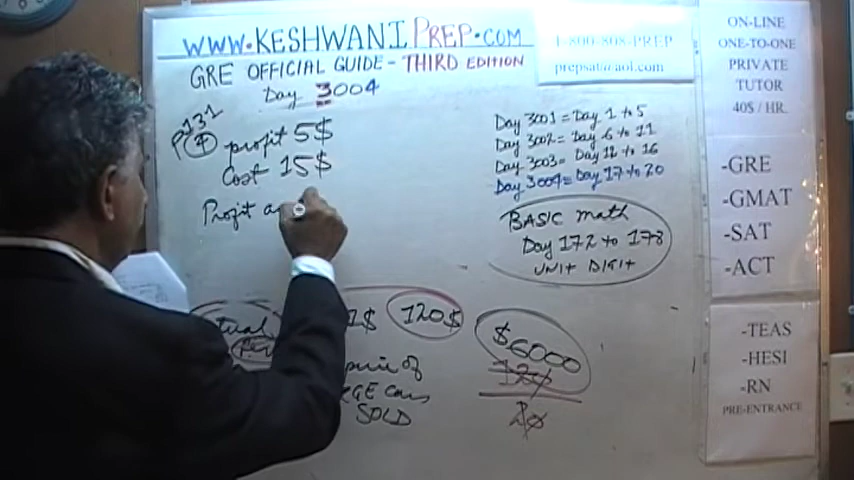 WWW.KESHWANIPREP.COM
GRE OFFICIAL GUIDE - THIRD EDITION
Day 3004
1-800-808-PREP
prepsat@aol.com
P131
profit 5$
Cost 15$
Profit
Day 3001 = Day 1 to 5
Day 3002 = Day 6 to 11
Day 3003 = Day 12 to 16
Day 3004 = Day 17 to 20
BASIC math
Day 172 to 178
UNIT DIGIT
1$ 120$
of
SOLD
$6000
120
20
ON-LINE
ONE-TO-ONE
PRIVATE
TUTOR
40$ / HR.
-GRE
-GMAT
-SAT
-ACT
-TEAS
-HESI
-RN
PRE-ENTRANCE